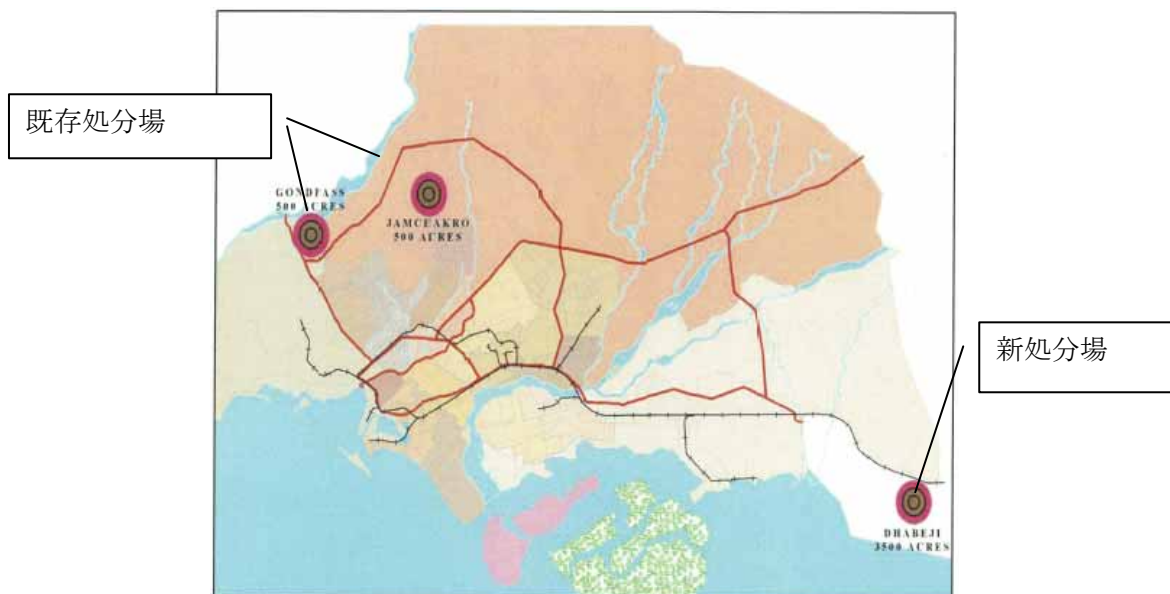 既存処分場
GONDPASS
500 ACRES
JAMCEAKRO
500 ACRES
新処分場
DHABEJI
3500 ACRES